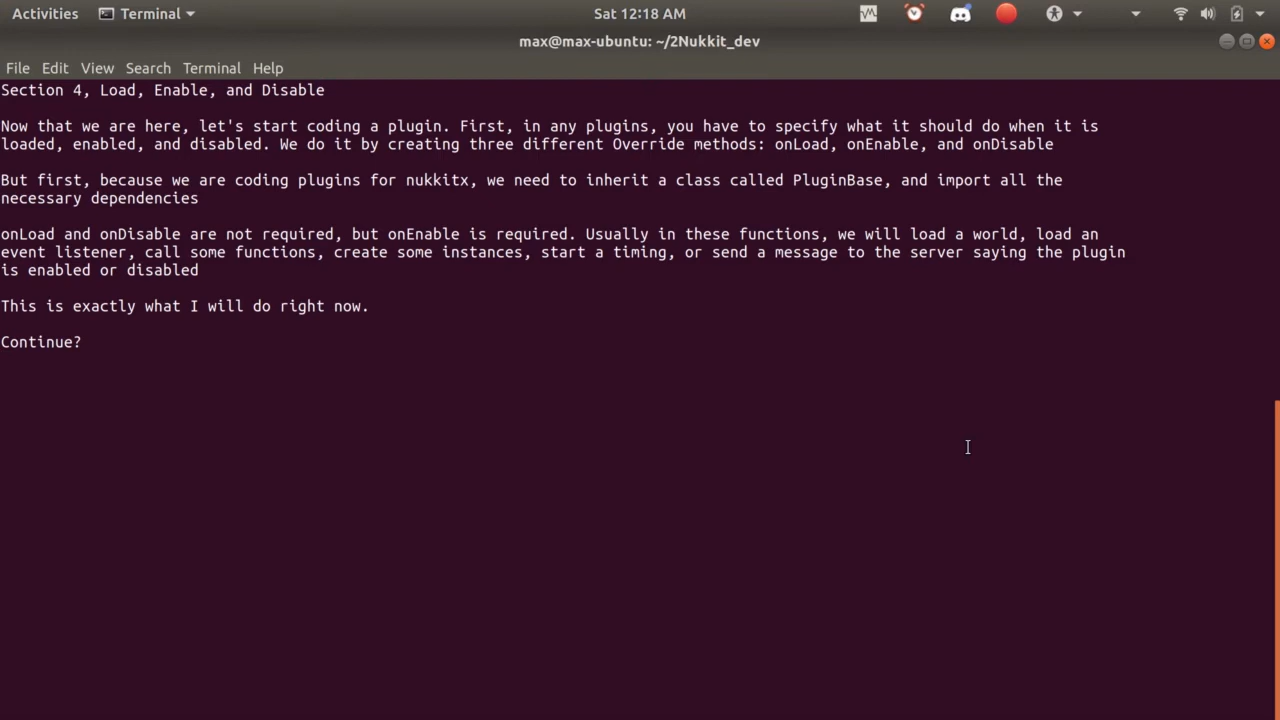 Activities Terminal Sat 12:18 AM
max@max-ubuntu: ~/2Nukkit_dev
File Edit View Search Terminal Help
Section 4, Load, Enable, and Disable
Now that we are here, let's start coding a plugin. First, in any plugins, you have to specify what it should do when it is
loaded, enabled, and disabled. We do it by creating three different Override methods: onLoad, onEnable, and onDisable
But first, because we are coding plugins for nukkitx, we need to inherit a class called PluginBase, and import all the
necessary dependencies
onLoad and onDisable are not required, but onEnable is required. Usually in these functions, we will load a world, load an
event listener, call some functions, create some instances, start a timing, or send a message to the server saying the plugin
is enabled or disabled
This is exactly what I will do right now.
Continue?